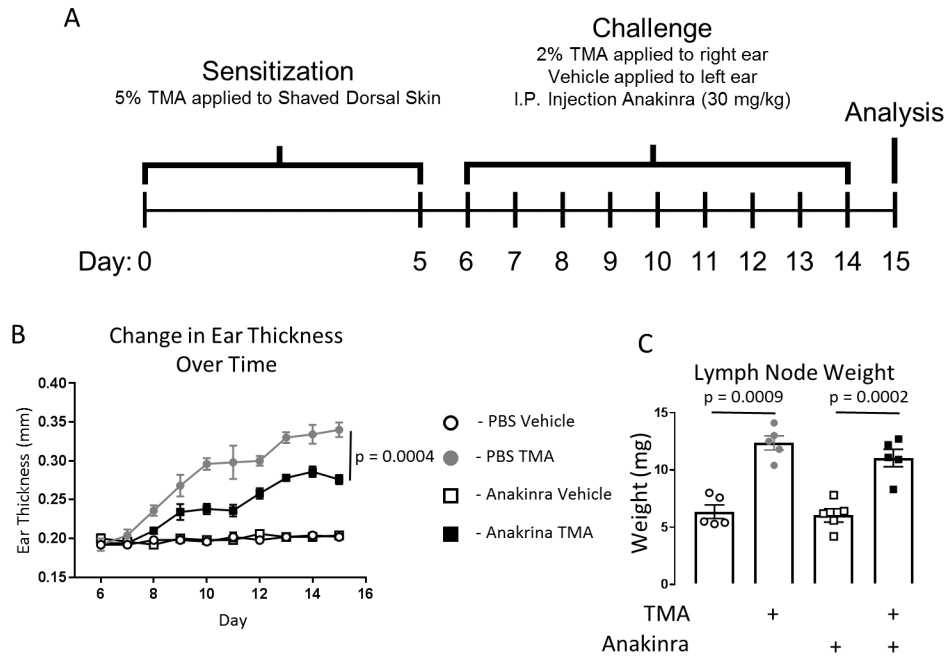 A
Sensitization
5% TMA applied to Shaved Dorsal Skin
Challenge
2% TMA applied to right ear
Vehicle applied to left ear
I.P. Injection Anakinra (30 mg/kg)
Analysis
Day: 0 5 6 7 8 9 10 11 12 13 14 15
B
Change in Ear Thickness
Over Time
Ear Thickness (mm)
0.40
0.35
0.30
0.25
0.20
0.15
6 8 10 12 14 16
Day
p = 0.0004
- PBS Vehicle
- PBS TMA
- Anakinra Vehicle
- Anakrina TMA
C
Lymph Node Weight
p = 0.0009 p = 0.0002
Weight (mg)
15
10
5
0
TMA + +
Anakinra + +